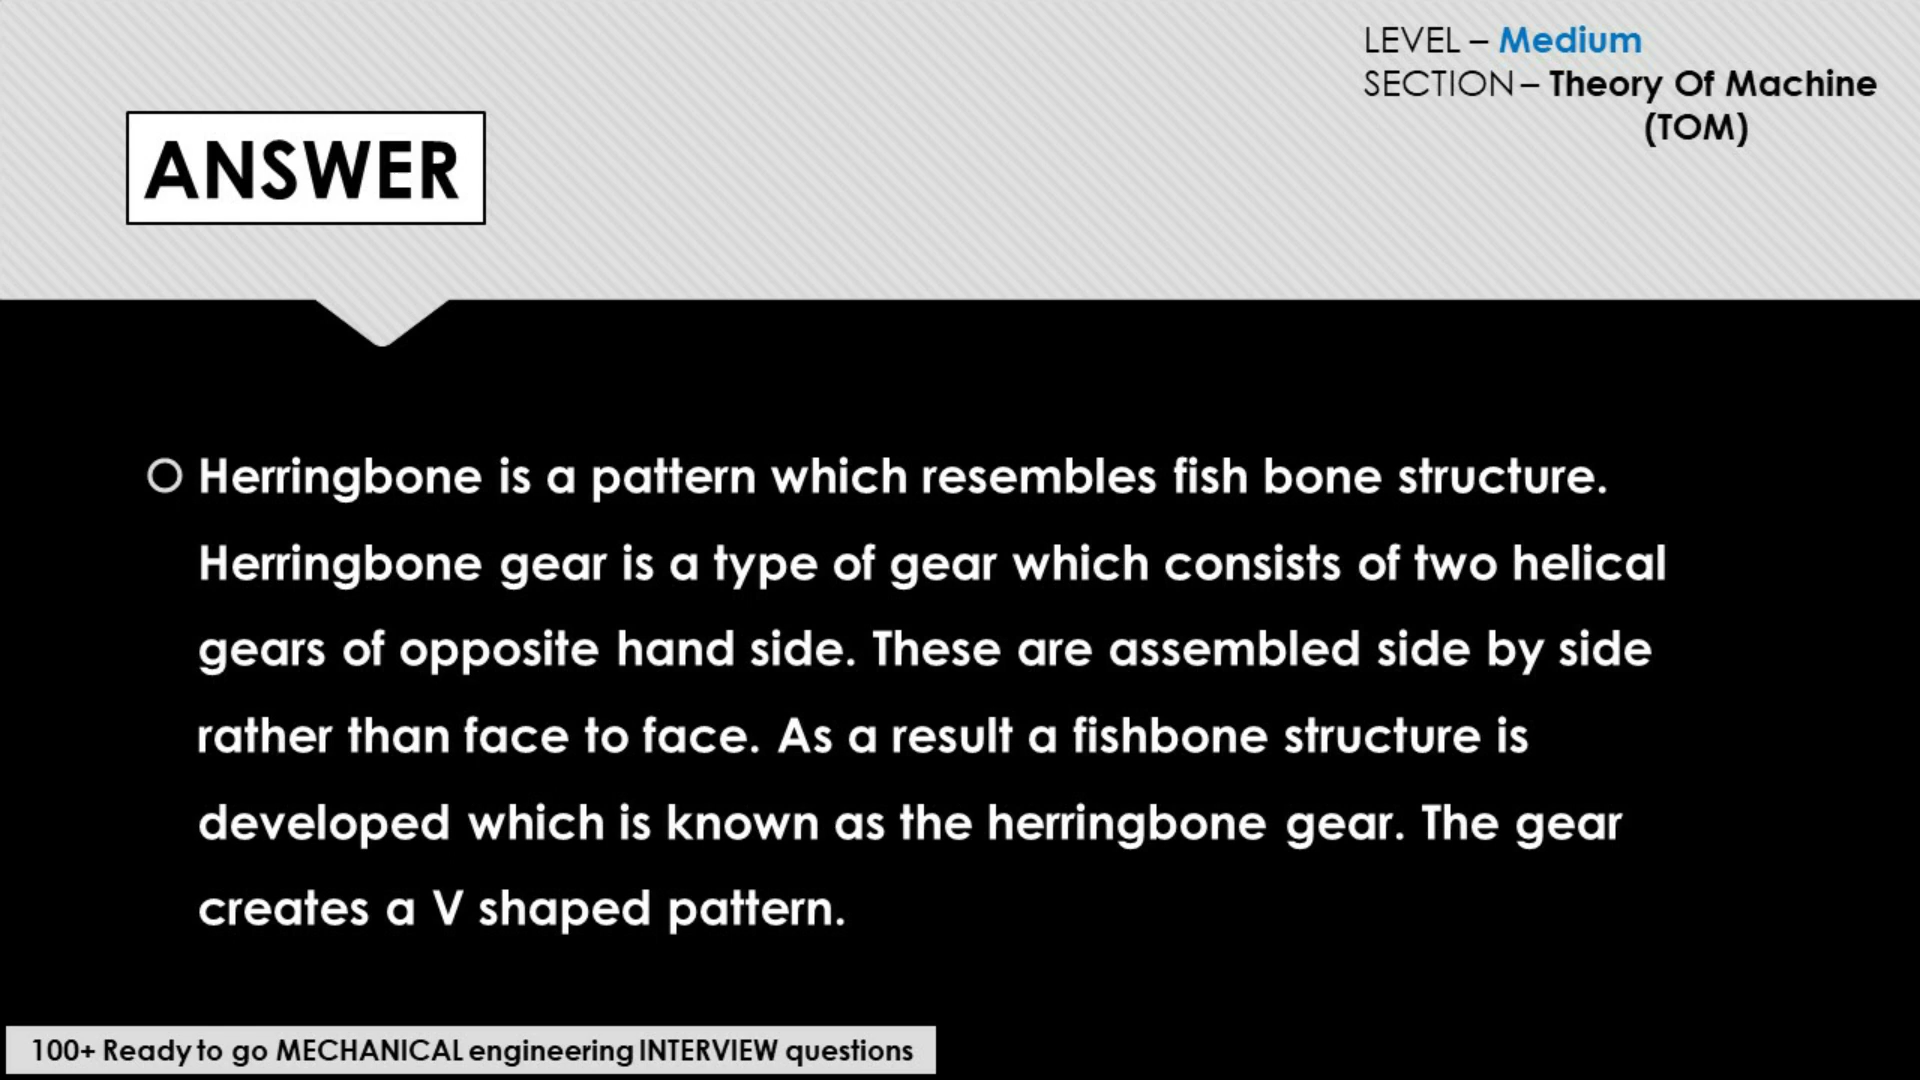 LEVEL – Medium
SECTION – Theory Of Machine
(TOM)
ANSWER
Herringbone is a pattern which resembles fish bone structure.
Herringbone gear is a type of gear which consists of two helical
gears of opposite hand side. These are assembled side by side
rather than face to face. As a result a fishbone structure is
developed which is known as the herringbone gear. The gear
creates a V shaped pattern.
100+ Ready to go MECHANICAL engineering INTERVIEW questions